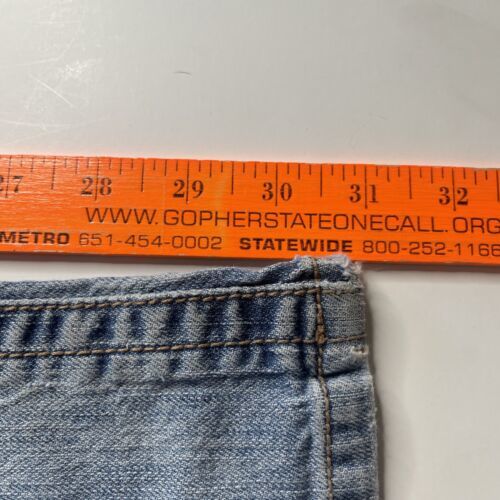 27 28 29 30 31 32
WWW.GOPHERSTATEONECALL.ORG
METRO 651-454-0002 STATEWIDE 800-252-1166